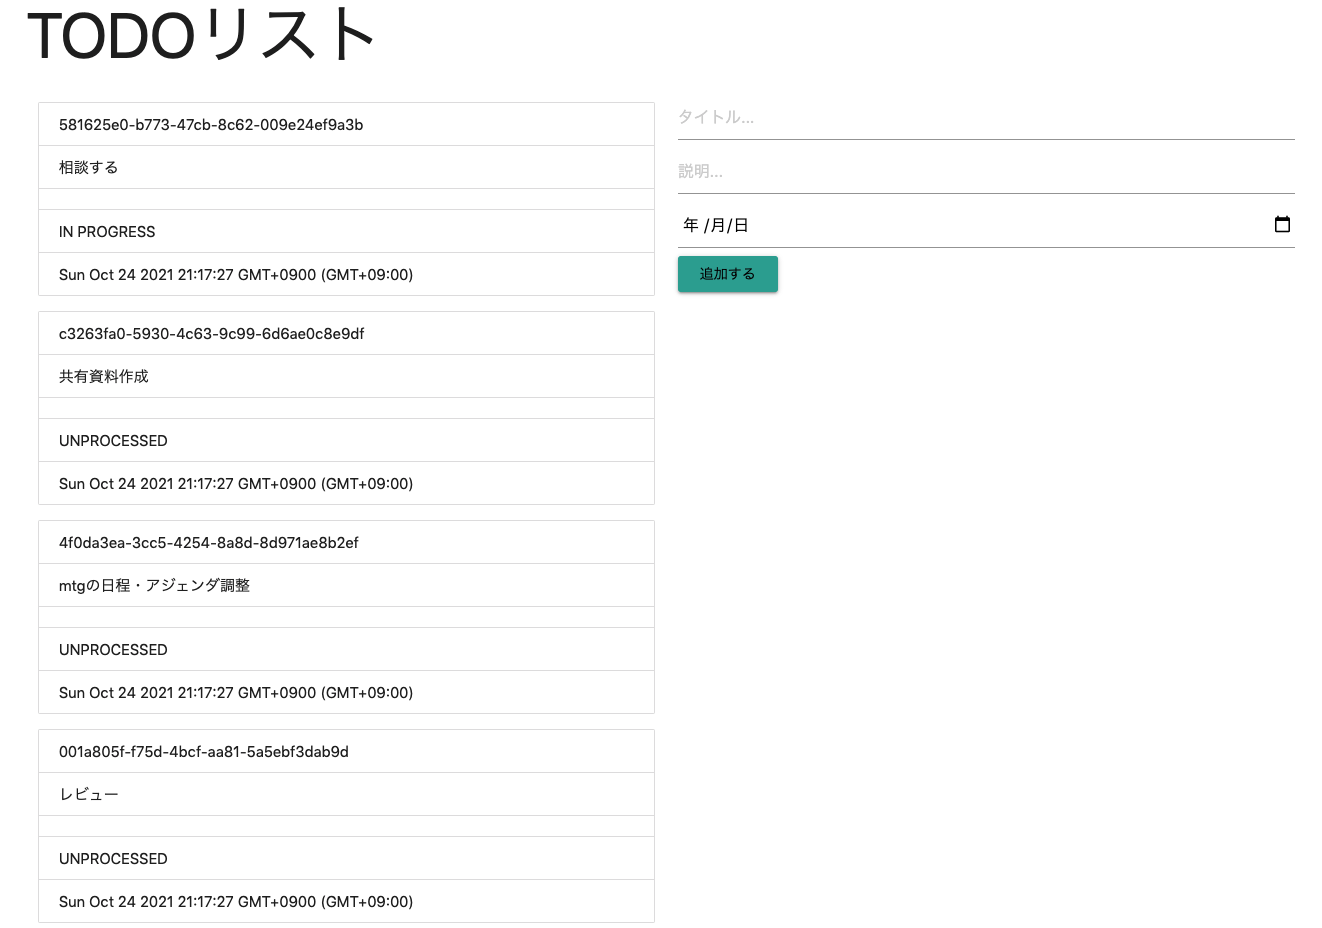 TODOリスト
581625e0-b773-47cb-8c62-009e24ef9a3b
相談する
IN PROGRESS
Sun Oct 24 2021 21:17:27 GMT+0900 (GMT+09:00)
c3263fa0-5930-4c63-9c99-6d6ae0c8e9df
共有資料作成
UNPROCESSED
Sun Oct 24 2021 21:17:27 GMT+0900 (GMT+09:00)
4f0da3ea-3cc5-4254-8a8d-8d971ae8b2ef
mtgの日程・アジェンダ調整
UNPROCESSED
Sun Oct 24 2021 21:17:27 GMT+0900 (GMT+09:00)
001a805f-f75d-4bcf-aa81-5a5ebf3dab9d
レビュー
UNPROCESSED
Sun Oct 24 2021 21:17:27 GMT+0900 (GMT+09:00)
タイトル...
説明...
年 /月/日
追加する